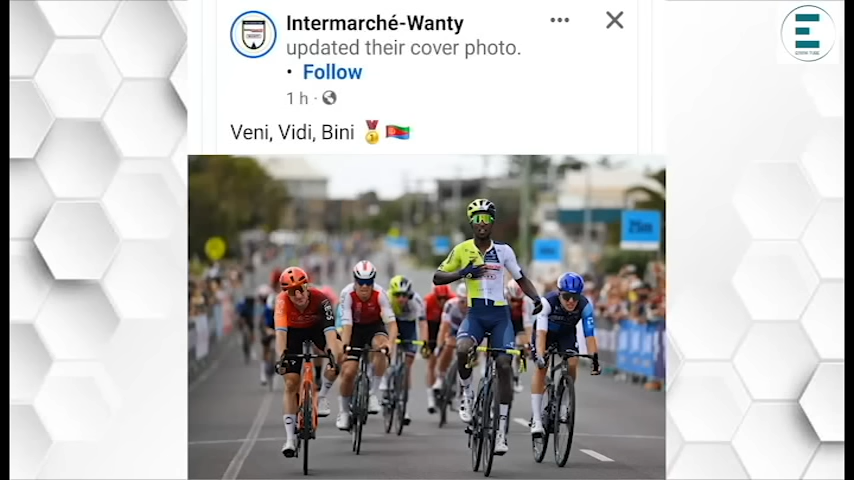 Intermarché-Wanty
updated their cover photo.
• Follow
1 h ·
Veni, Vidi, Bini 🥇🇪🇷
E